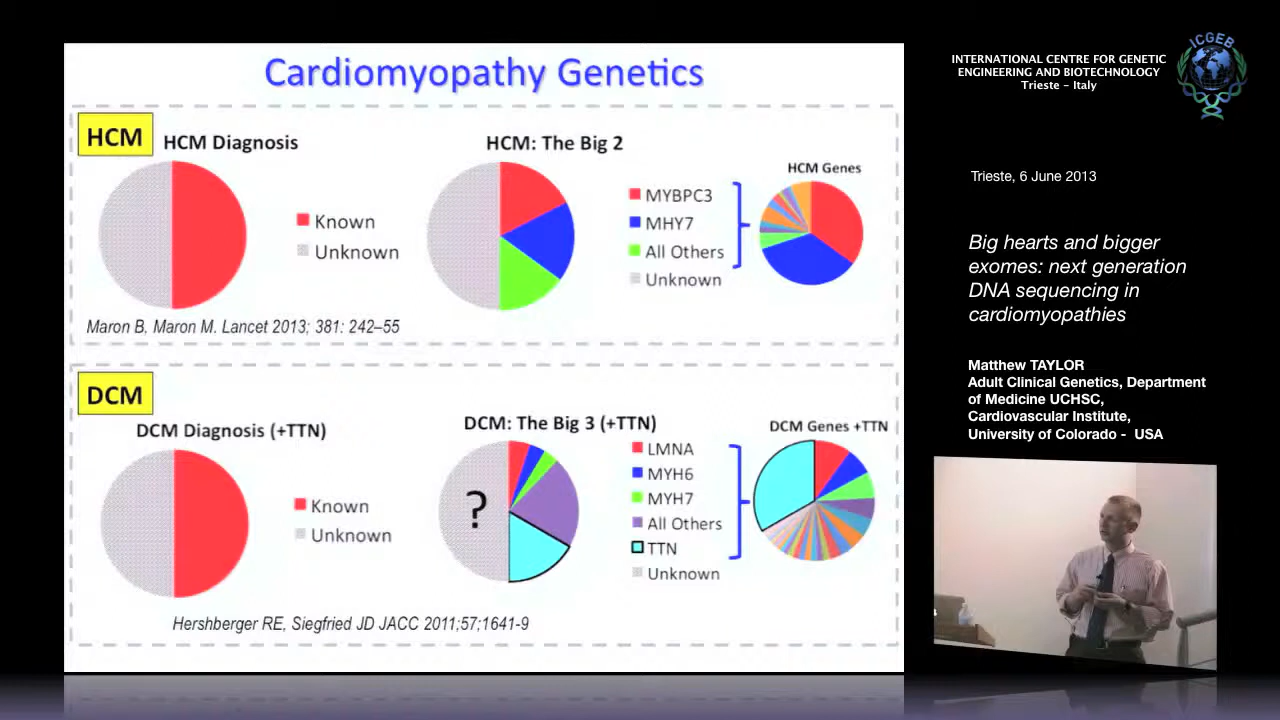 Cardiomyopathy Genetics
HCM
HCM Diagnosis
Known
Unknown
HCM: The Big 2
MYBPC3
MHY7
All Others
Unknown
HCM Genes
Maron B. Maron M. Lancet 2013; 381: 242–55
DCM
DCM Diagnosis (+TTN)
Known
Unknown
DCM: The Big 3 (+TTN)
?
LMNA
MYH6
MYH7
All Others
TTN
Unknown
DCM Genes +TTN
Hershberger RE, Siegfried JD JACC 2011;57;1641-9
INTERNATIONAL CENTRE FOR GENETIC
ENGINEERING AND BIOTECHNOLOGY
Trieste – Italy
ICGEB
Trieste, 6 June 2013
Big hearts and bigger
exomes: next generation
DNA sequencing in
cardiomyopathies
Matthew TAYLOR
Adult Clinical Genetics, Department
of Medicine UCHSC,
Cardiovascular Institute,
University of Colorado - USA